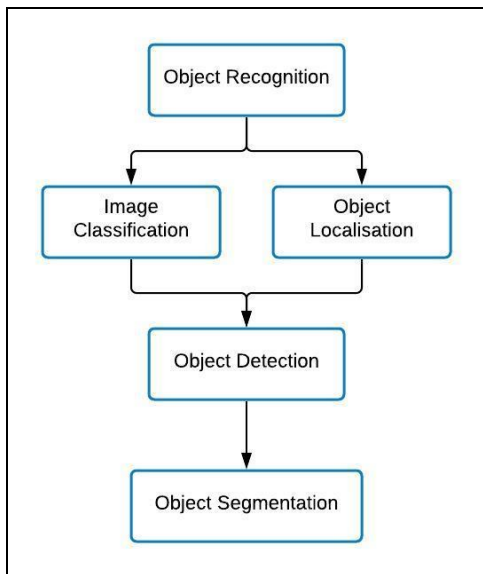 Object Recognition
Image
Classification
Object
Localisation
Object Detection
Object Segmentation